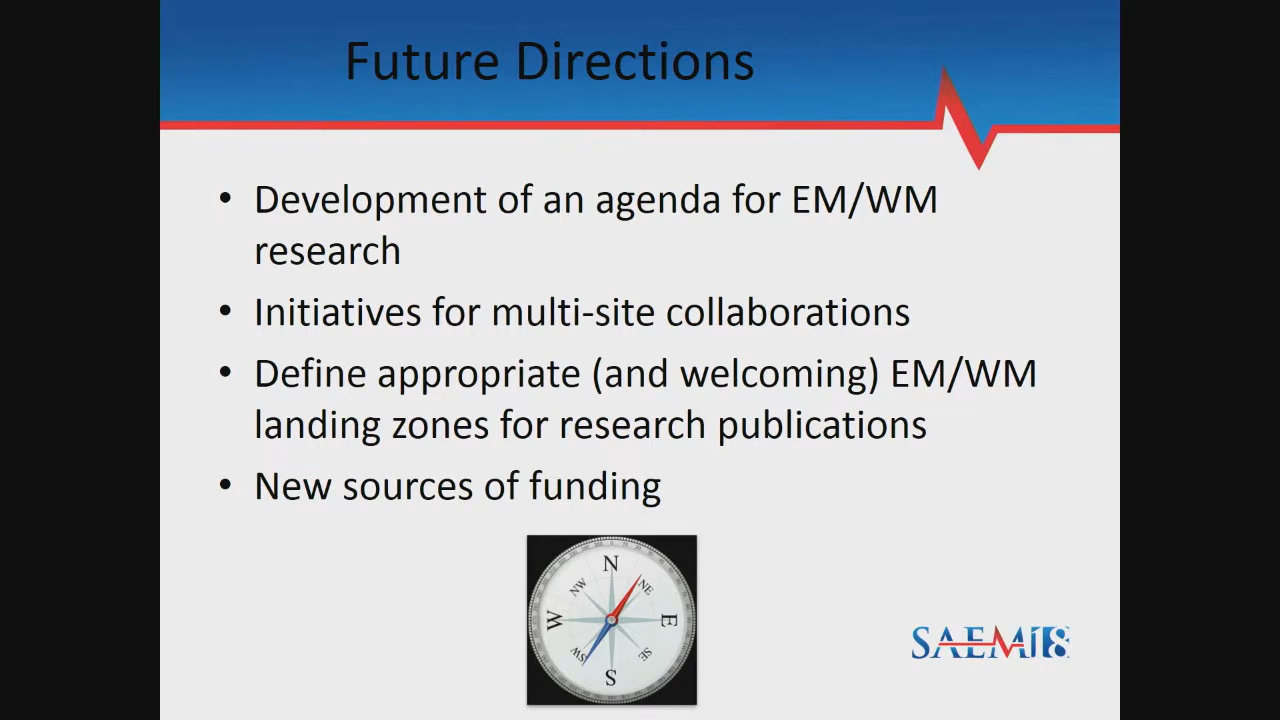 Future Directions
• Development of an agenda for EM/WM
research
• Initiatives for multi-site collaborations
• Define appropriate (and welcoming) EM/WM
landing zones for research publications
• New sources of funding
N
NW
NE
W
E
SW
SE
S
SAEM18